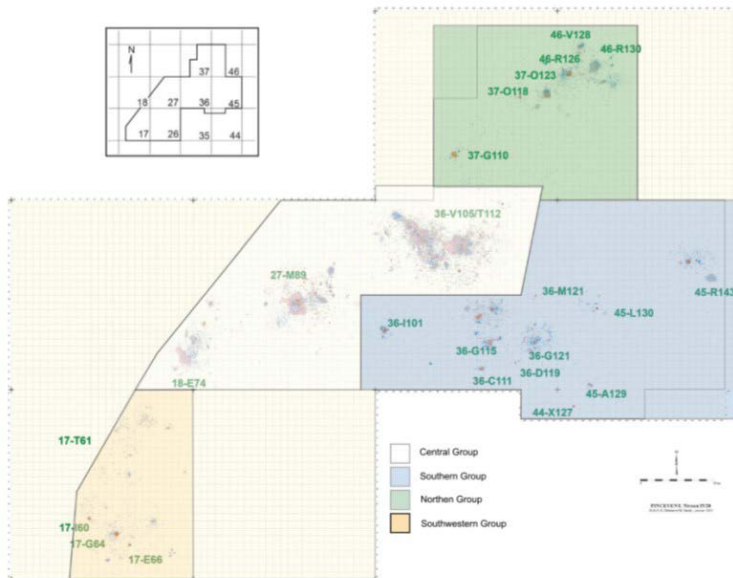 N
37 46
18 27 36 45
17 26 35 44
46-V128
46-R130
46-R126
37-O123
37-O118
37-G110
36-V105/T112
27-M89
36-M121
45-R143
45-L130
36-I101
36-G115
36-G121
36-D119
18-E74
36-C111
45-A129
44-X127
17-T61
17-I60
17-G64
17-E66
Central Group
Southern Group
Northen Group
Southwestern Group